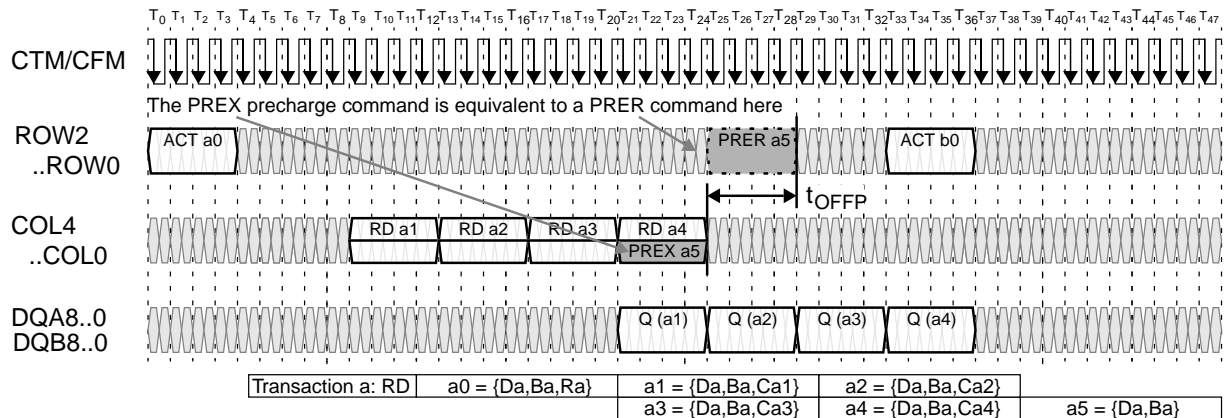 T0 T1 T2 T3 T4 T5 T6 T7 T8 T9 T10 T11 T12 T13 T14 T15 T16 T17 T18 T19 T20 T21 T22 T23 T24 T25 T26 T27 T28 T29 T30 T31 T32 T33 T34 T35 T36 T37 T38 T39 T40 T41 T42 T43 T44 T45 T46 T47
CTM/CFM
The PREX precharge command is equivalent to a PRER command here
ROW2 ACT a0 PRER a5 ACT b0
..ROW0
tOFFP
COL4 RD a1 RD a2 RD a3 RD a4
..COL0 PREX a5
DQA8..0 Q (a1) Q (a2) Q (a3) Q (a4)
DQB8..0
Transaction a: RD a0 = {Da,Ba,Ra} a1 = {Da,Ba,Ca1} a2 = {Da,Ba,Ca2}
a3 = {Da,Ba,Ca3} a4 = {Da,Ba,Ca4} a5 = {Da,Ba}